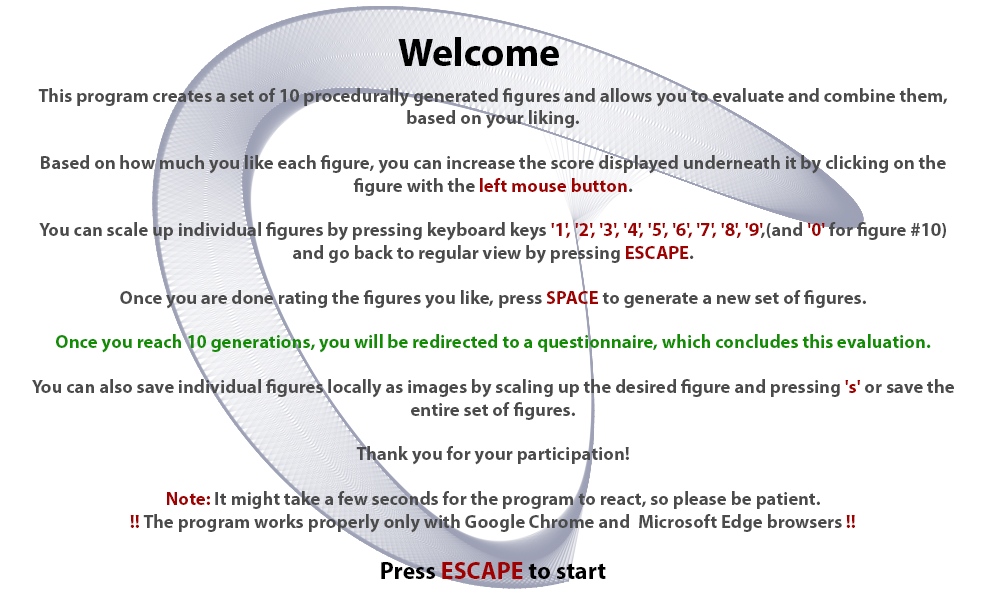 Welcome
This program creates a set of 10 procedurally generated figures and allows you to evaluate and combine them,
based on your liking.
Based on how much you like each figure, you can increase the score displayed underneath it by clicking on the
figure with the left mouse button.
You can scale up individual figures by pressing keyboard keys '1', '2', '3', '4', '5', '6', '7', '8', '9',(and '0' for figure #10)
and go back to regular view by pressing ESCAPE.
Once you are done rating the figures you like, press SPACE to generate a new set of figures.
Once you reach 10 generations, you will be redirected to a questionnaire, which concludes this evaluation.
You can also save individual figures locally as images by scaling up the desired figure and pressing 's' or save the
entire set of figures.
Thank you for your participation!
Note: It might take a few seconds for the program to react, so please be patient.
!! The program works properly only with Google Chrome and  Microsoft Edge browsers !!
Press ESCAPE to start